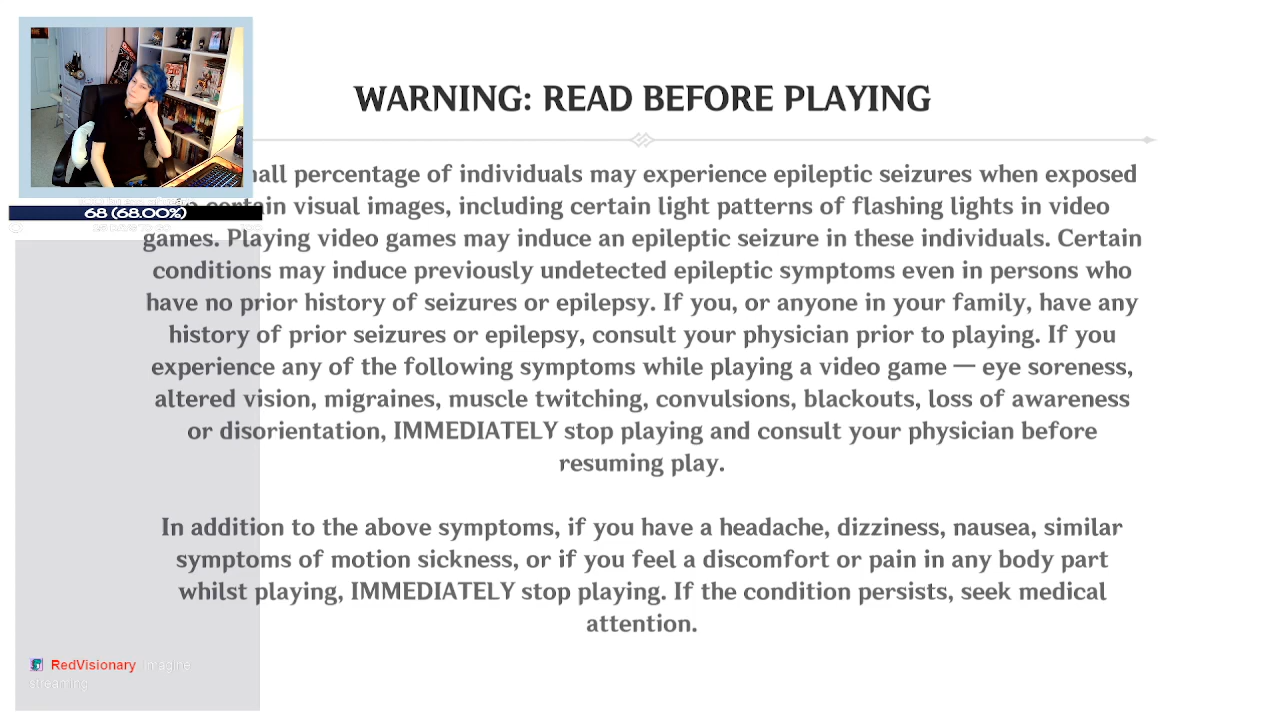 WARNING: READ BEFORE PLAYING
percentage of individuals may experience epileptic seizures when exposed
certain visual images, including certain light patterns of flashing lights in video
games. Playing video games may induce an epileptic seizure in these individuals. Certain
conditions may induce previously undetected epileptic symptoms even in persons who
have no prior history of seizures or epilepsy. If you, or anyone in your family, have any
history of prior seizures or epilepsy, consult your physician prior to playing. If you
experience any of the following symptoms while playing a video game — eye soreness,
altered vision, migraines, muscle twitching, convulsions, blackouts, loss of awareness
or disorientation, IMMEDIATELY stop playing and consult your physician before
resuming play.
In addition to the above symptoms, if you have a headache, dizziness, nausea, similar
symptoms of motion sickness, or if you feel a discomfort or pain in any body part
whilst playing, IMMEDIATELY stop playing. If the condition persists, seek medical
attention.
68 (68.00%)
RedVisionary Imagine
streaming